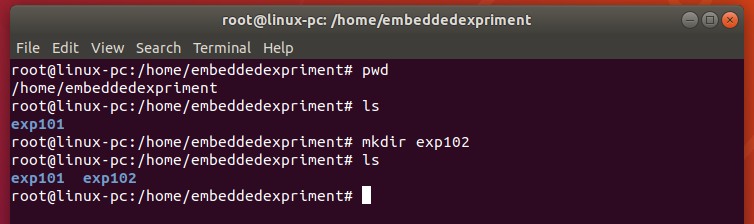 root@linux-pc: /home/embeddedexpriment
File Edit View Search Terminal Help
root@linux-pc:/home/embeddedexpriment# pwd
/home/embeddedexpriment
root@linux-pc:/home/embeddedexpriment# ls
exp101
root@linux-pc:/home/embeddedexpriment# mkdir exp102
root@linux-pc:/home/embeddedexpriment# ls
exp101  exp102
root@linux-pc:/home/embeddedexpriment#